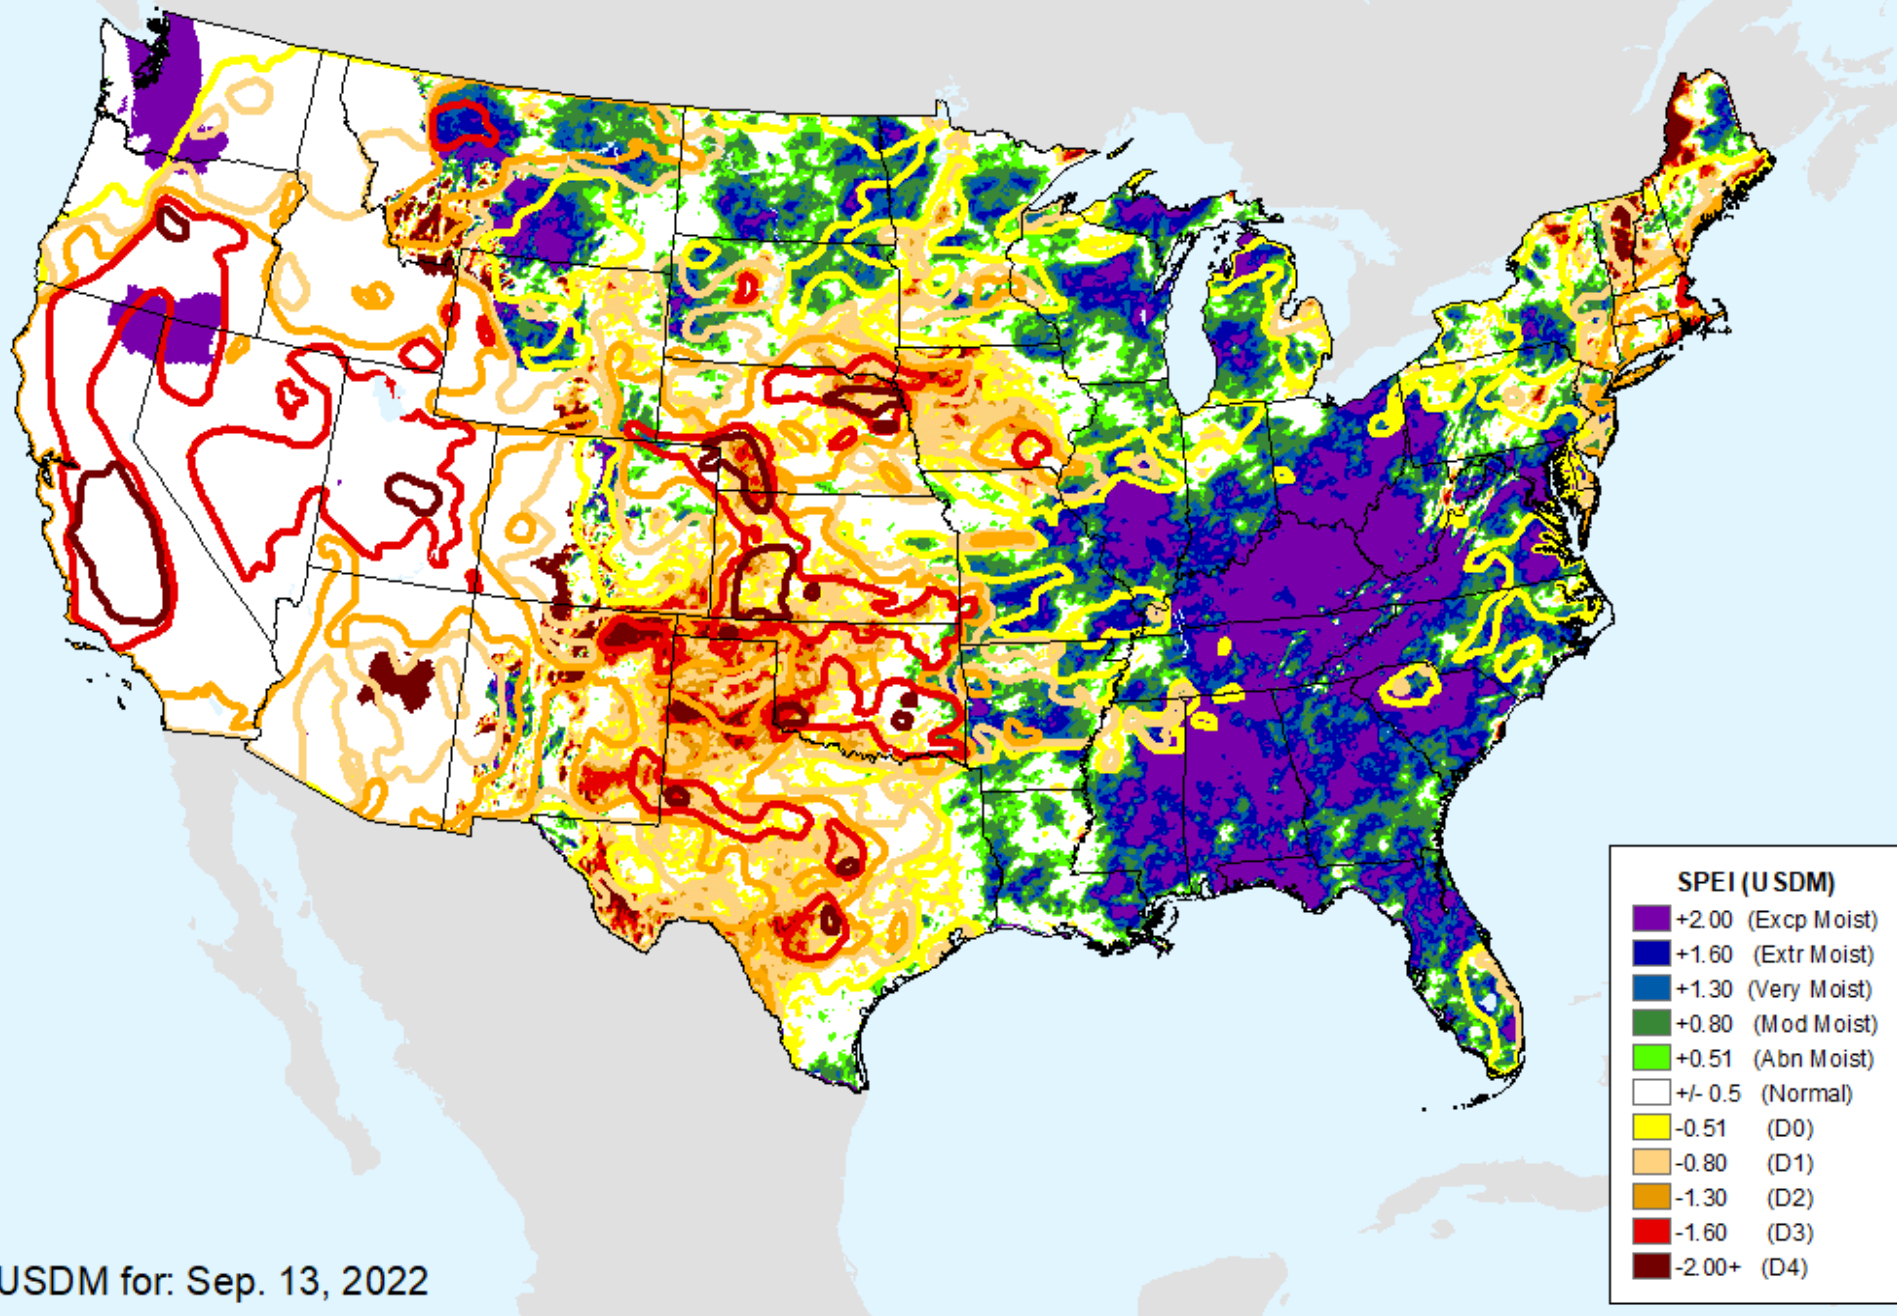 SPEI (USDM)
+2.00 (Excp Moist)
+1.60 (Extr Moist)
+1.30 (Very Moist)
+0.80 (Mod Moist)
+0.51 (Abn Moist)
+/- 0.5 (Normal)
-0.51 (D0)
-0.80 (D1)
-1.30 (D2)
-1.60 (D3)
-2.00+ (D4)
USDM for: Sep. 13, 2022